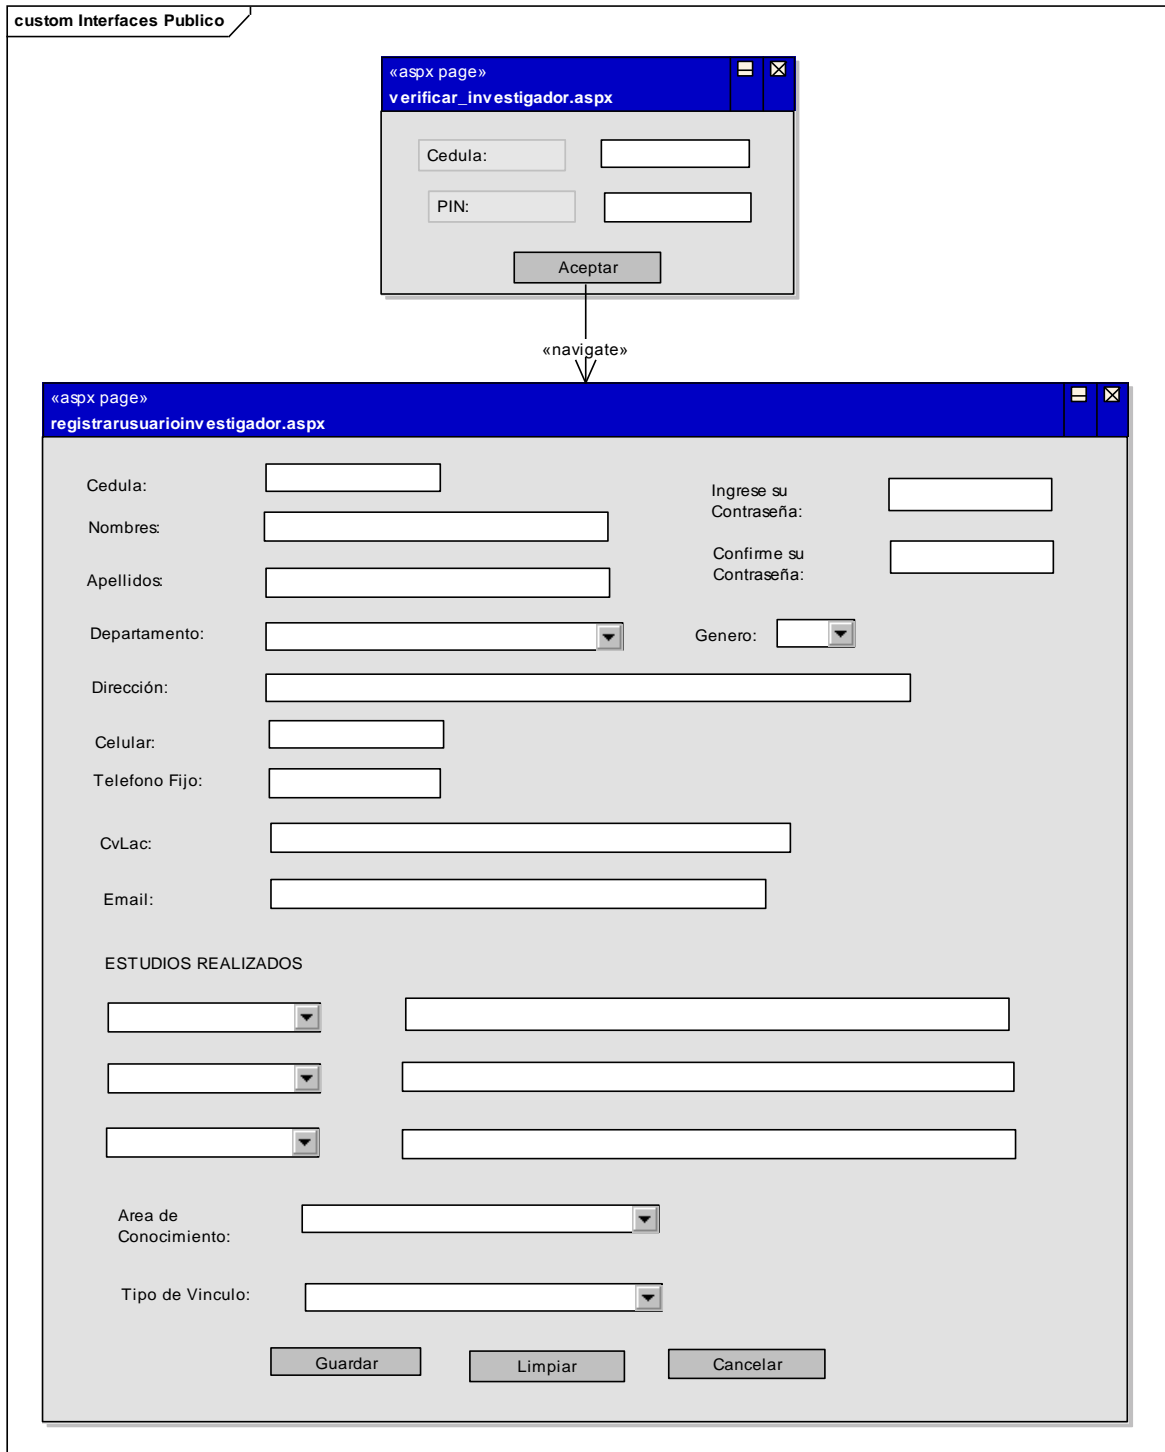 custom Interfaces Publico
«aspx page»
verificar_investigador.aspx
Cedula:
PIN:
Aceptar
«navigate»
«aspx page»
registrarusuarioinvestigador.aspx
Cedula:
Ingrese su
Contraseña:
Nombres:
Confirme su
Contraseña:
Apellidos:
Departamento:
Genero:
Dirección:
Celular:
Telefono Fijo:
CvLac:
Email:
ESTUDIOS REALIZADOS
Area de
Conocimiento:
Tipo de Vinculo:
Guardar
Limpiar
Cancelar